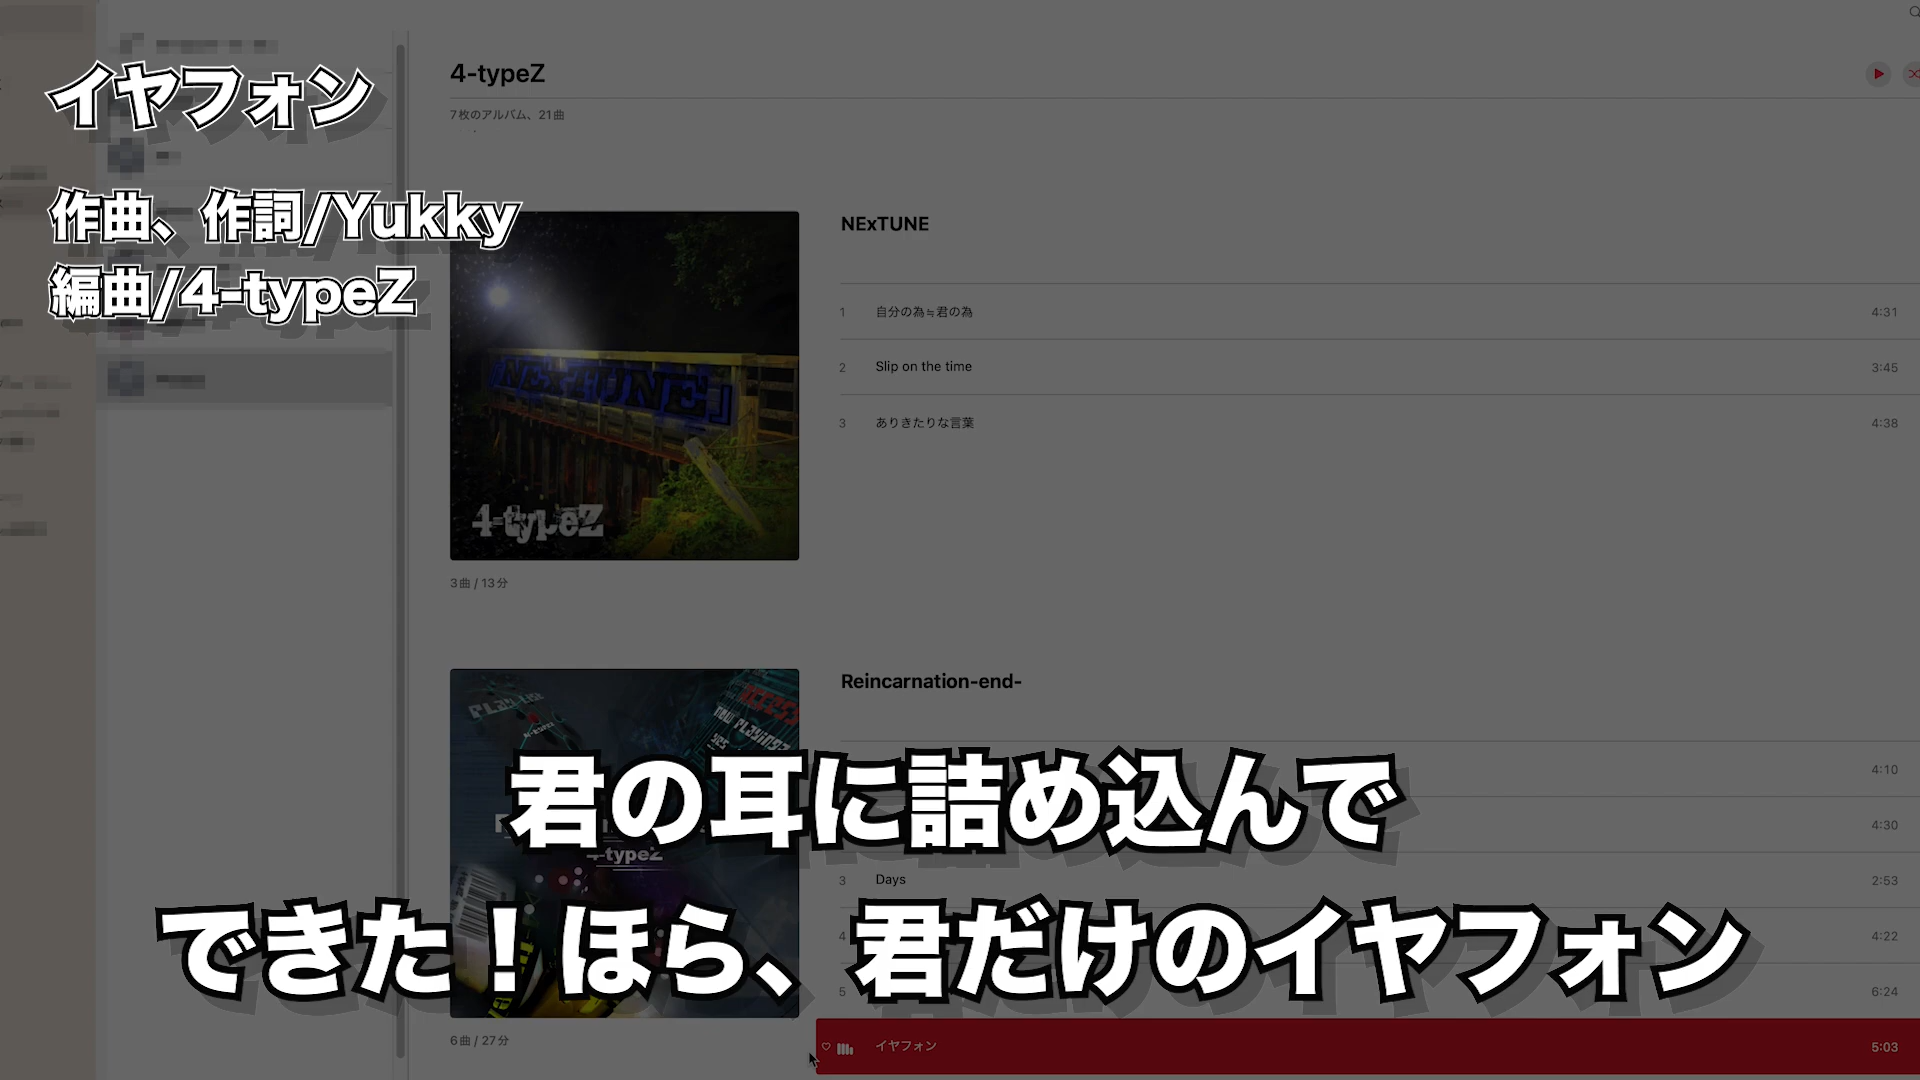 イヤフォン
作曲、作詞/Yukky
編曲/4-typeZ
4-typeZ
7枚のアルバム、21曲
NExTUNE
「NExTUNE」
4-typeZ
1 自分の為≒君の為 4:31
2 Slip on the time 3:45
3 ありきたりな言葉 4:38
3曲 / 13分
Reincarnation-end-
PLAYLIST
4-typeZ
4:10
4:30
3 Days 2:53
4 4:22
5 6:24
君の耳に詰め込んで
できた！ほら、君だけのイヤフォン
6曲 / 27分
イヤフォン 5:03